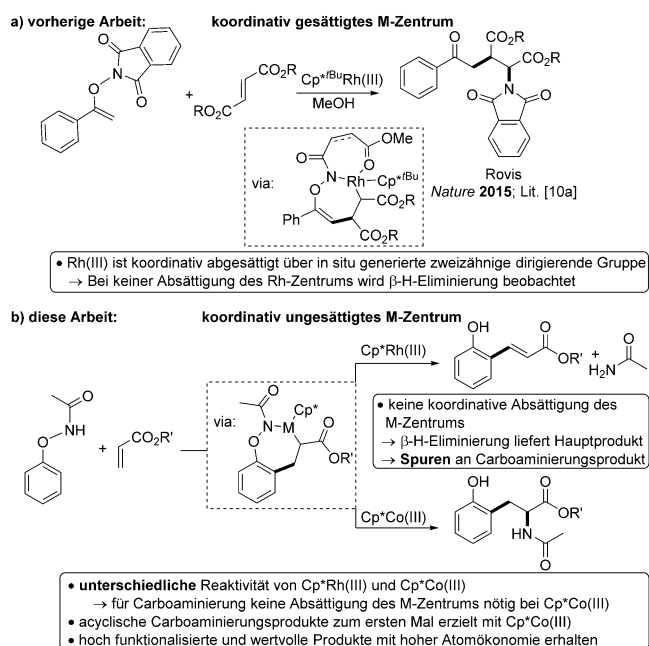 a) vorherige Arbeit: koordinativ gesättigtes M-Zentrum
O
N
O
O
+
CO2R
RO2C
Cp*tBuRh(III)
MeOH
CO2R
O
CO2R
N
O
O
via:
OMe
O
O
N
Rh
Cp*tBu
O
CO2R
Ph
CO2R
Rovis
Nature 2015; Lit. [10a]
• Rh(III) ist koordinativ abgesättigt über in situ generierte zweizähnige dirigierende Gruppe
→ Bei keiner Absättigung des Rh-Zentrums wird β-H-Eliminierung beobachtet
b) diese Arbeit: koordinativ ungesättigtes M-Zentrum
Cp*Rh(III)
OH
O
OR'
+
O
H2N
O
NH
O
+
CO2R'
via:
O
Cp*
N
M
O
O
OR'
• keine koordinative Absättigung des
M-Zentrums
→ β-H-Eliminierung liefert Hauptprodukt
→ Spuren an Carboaminierungsprodukt
Cp*Co(III)
OH
O
OR'
HN
O
• unterschiedliche Reaktivität von Cp*Rh(III) und Cp*Co(III)
→ für Carboaminierung keine Absättigung des M-Zentrums nötig bei Cp*Co(III)
• acyclische Carboaminierungsprodukte zum ersten Mal erzielt mit Cp*Co(III)
• hoch funktionalisierte und wertvolle Produkte mit hoher Atomökonomie erhalten